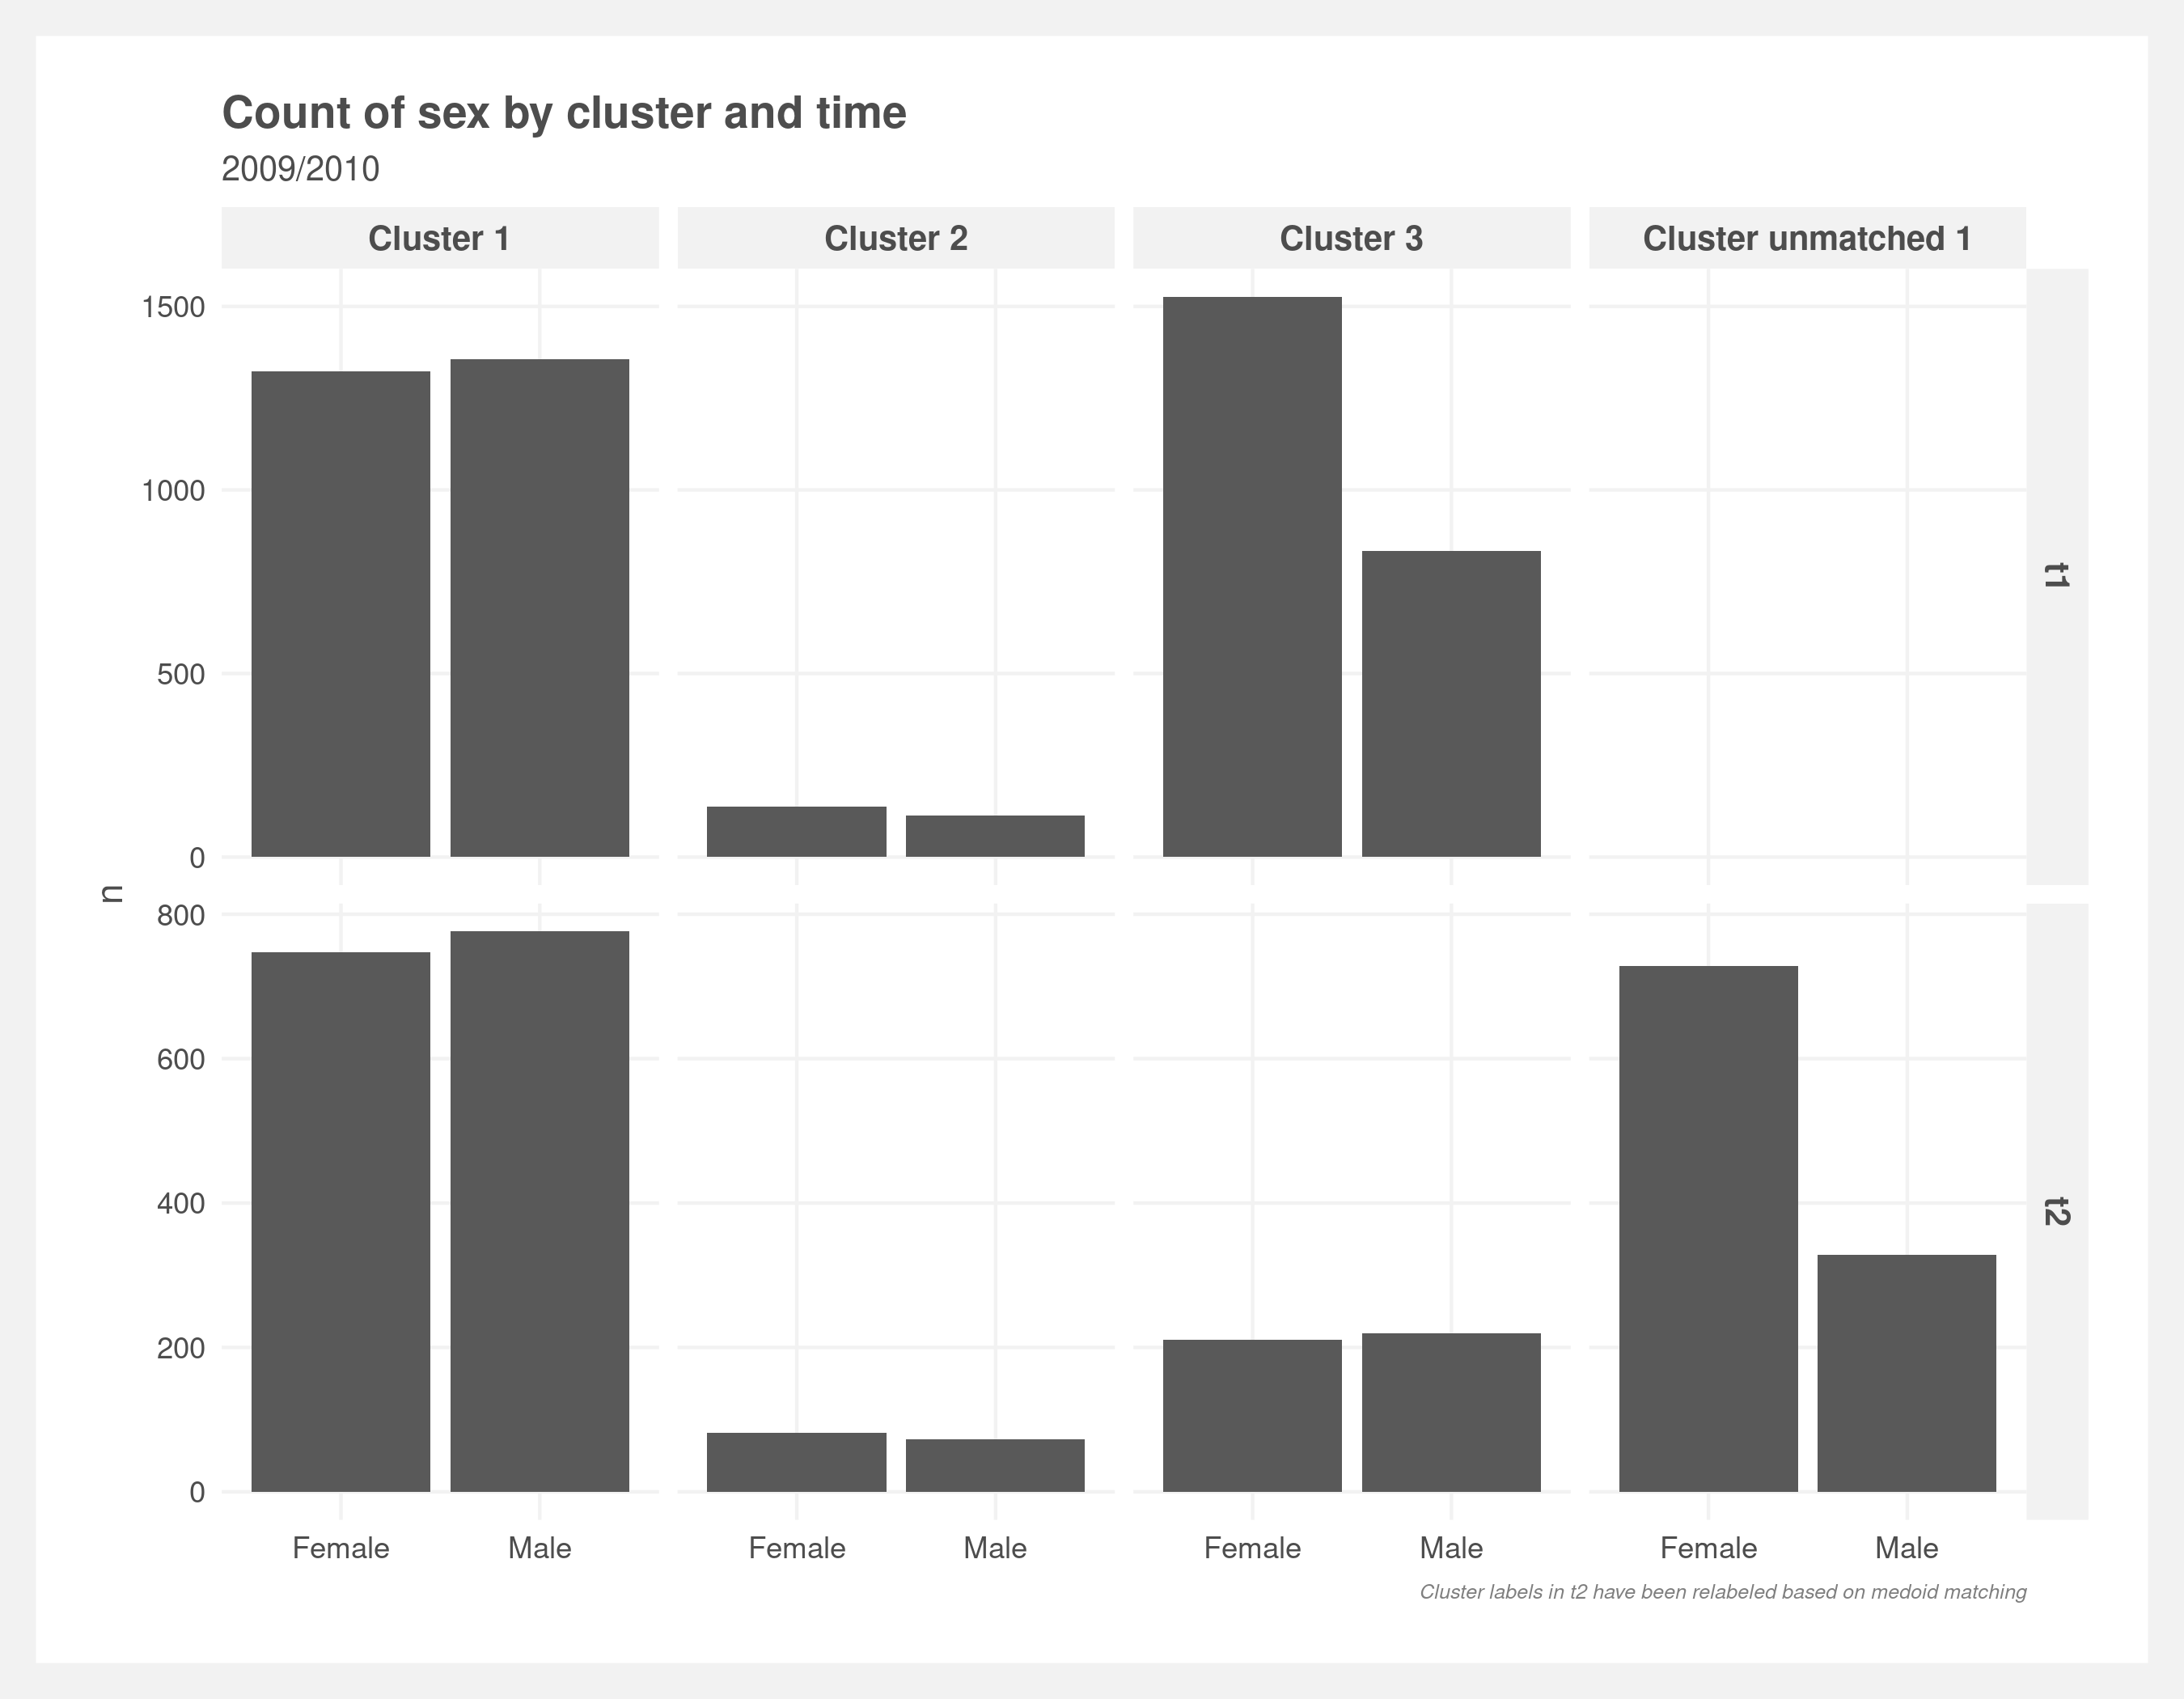 Count of sex by cluster and time
2009/2010
Cluster 1
Cluster 2
Cluster 3
Cluster unmatched 1
1500
1000
500
0
t1
n
800
600
400
200
0
t2
Female
Male
Female
Male
Female
Male
Female
Male
Cluster labels in t2 have been relabeled based on medoid matching